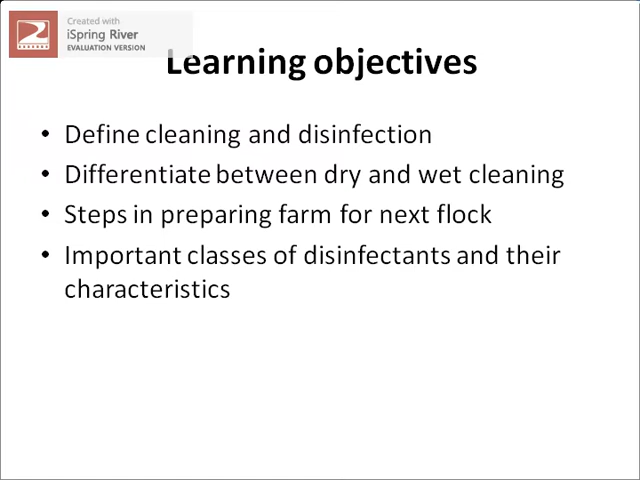 Created with
iSpring River
EVALUATION VERSION
Learning objectives
• Define cleaning and disinfection
• Differentiate between dry and wet cleaning
• Steps in preparing farm for next flock
• Important classes of disinfectants and their
characteristics